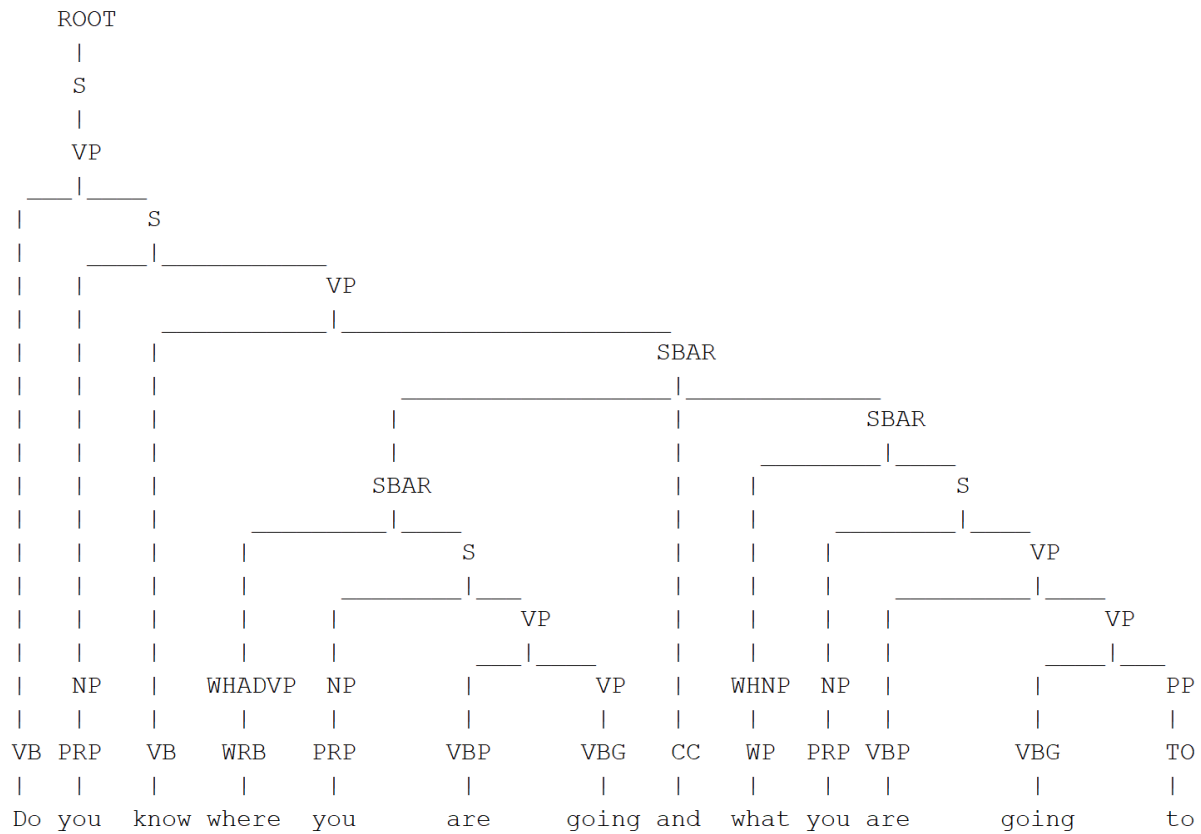 ROOT
S
VP
S
VP
SBAR
SBAR
SBAR S
S VP
VP VP
NP WHADVP NP VP WHNP NP PP
VB PRP VB WRB PRP VBP VBG CC WP PRP VBP VBG TO
Do you know where you are going and what you are going to